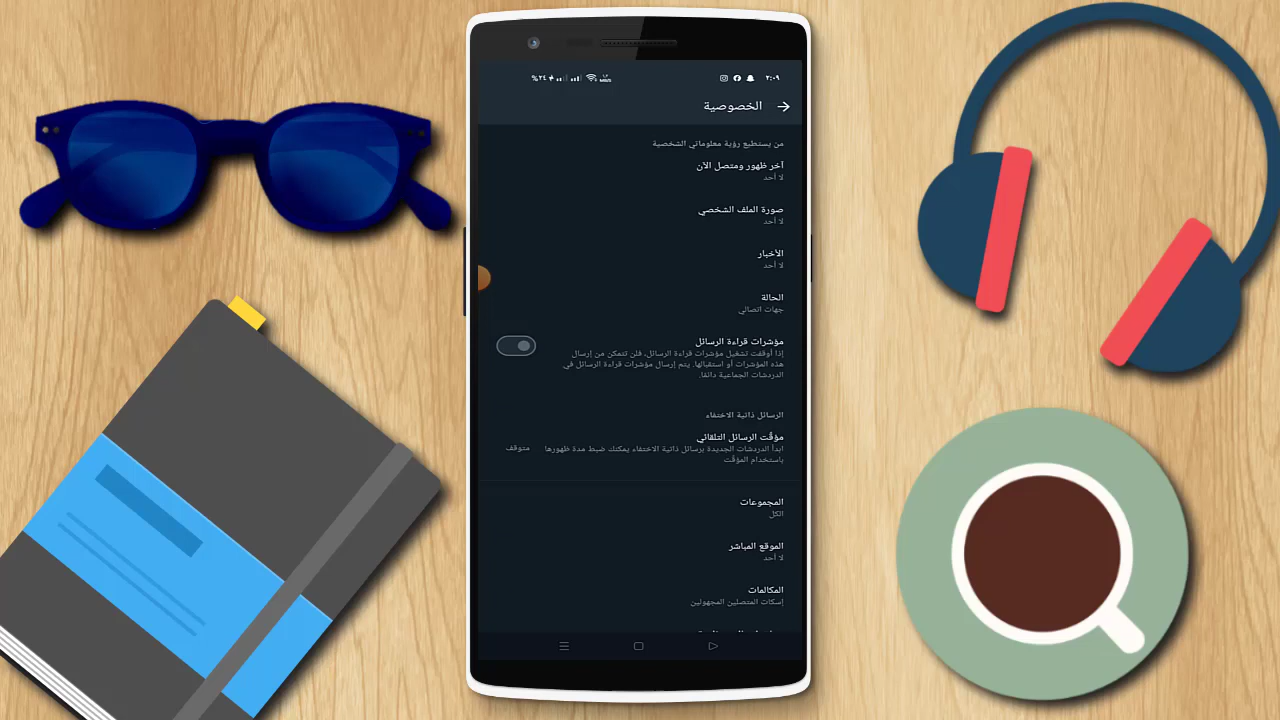 ٢:٠٩
%٢٤
الخصوصية
من يستطيع رؤية معلوماتي الشخصية
آخر ظهور ومتصل الآن
لا أحد
صورة الملف الشخصي
لا أحد
الأخبار
لا أحد
الحالة
جهات اتصالي
مؤشرات قراءة الرسائل
إذا أوقفت تشغيل مؤشرات قراءة الرسائل، فلن تتمكن من إرسال
هذه المؤشرات أو استقبالها. يتم إرسال مؤشرات قراءة الرسائل في
الدردشات الجماعية دائمًا.
الرسائل ذاتية الاختفاء
مؤقّت الرسائل التلقائي
ابدأ الدردشات الجديدة برسائل ذاتية الاختفاء يمكنك ضبط مدة ظهورها
باستخدام المؤقّت
متوقف
المجموعات
الكل
الموقع المباشر
لا أحد
المكالمات
إسكات المتصلين المجهولين